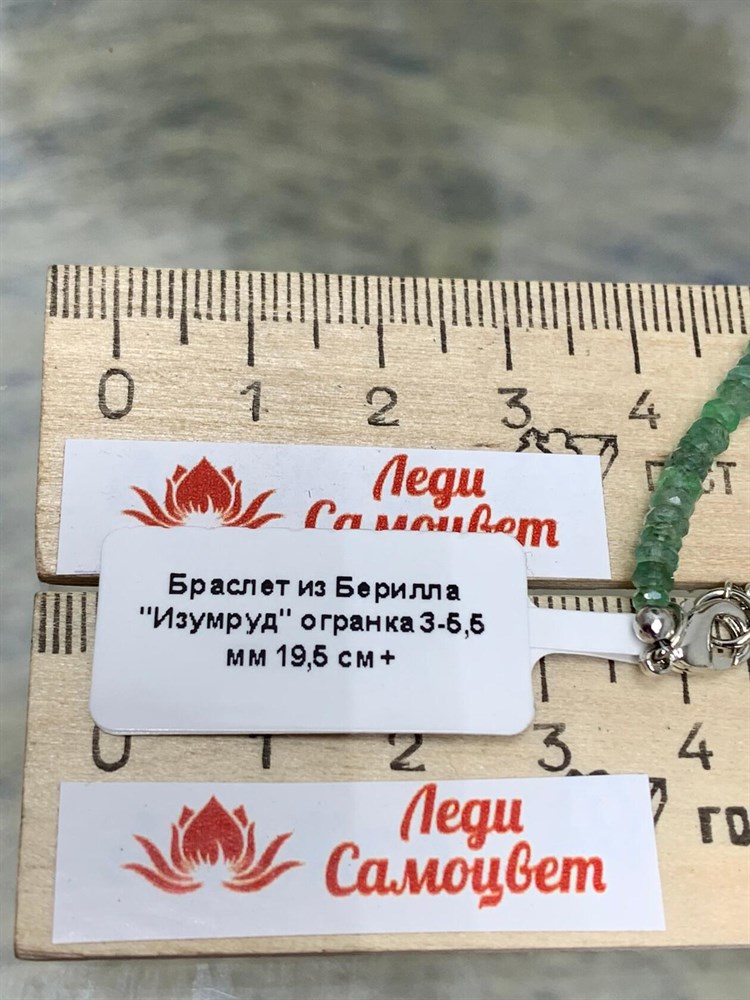 0 1 2 3 4
Леди
Самоцвет
Браслет из Берилла
"Изумруд" огранка 3-5,5
мм 19,5 см+
0 1 2 3 4
Леди
Самоцвет